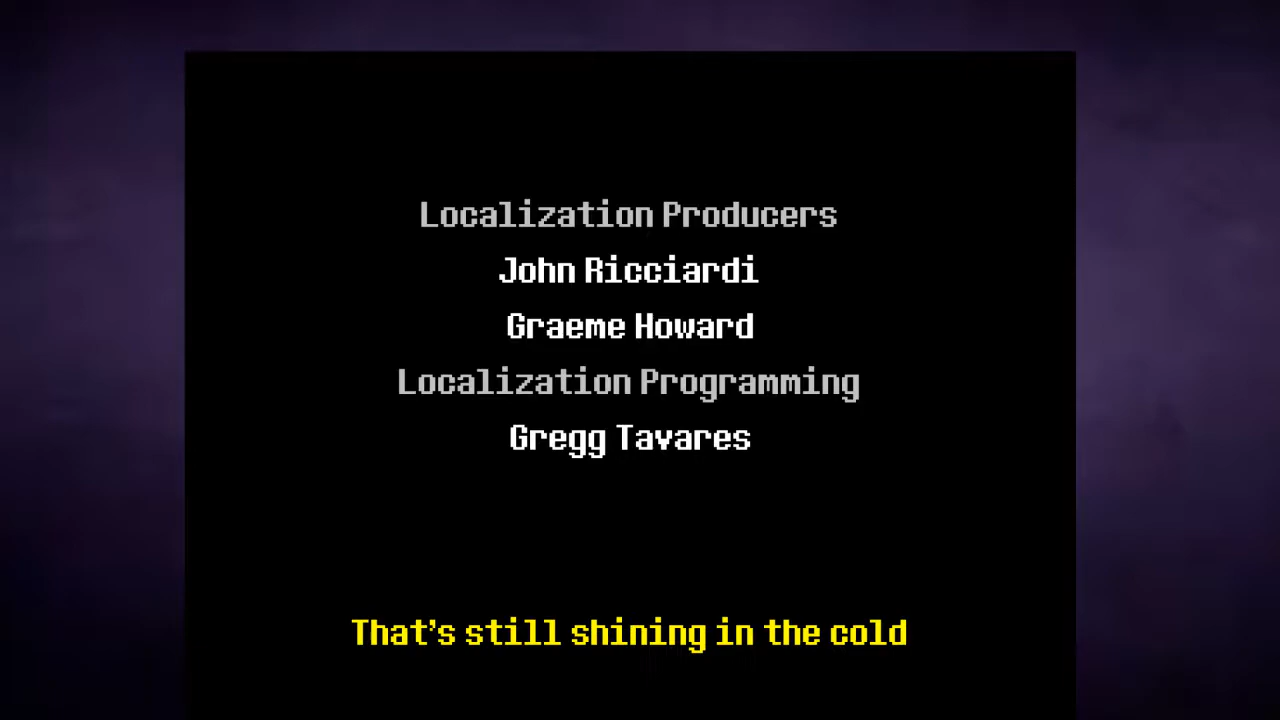 Localization Producers
John Ricciardi
Graeme Howard
Localization Programming
Gregg Tavares
That's still shining in the cold